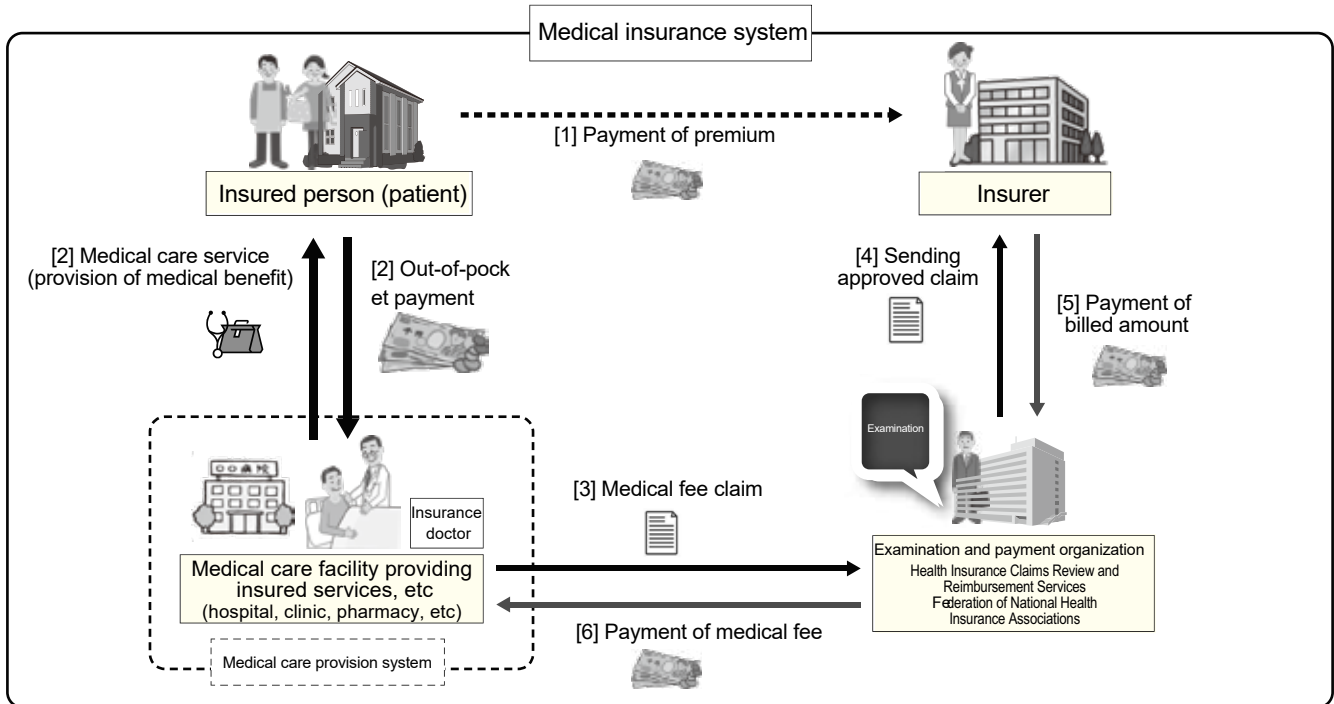 Medical insurance system
[1] Payment of premium
Insured person (patient)
Insurer
[2] Medical care service
(provision of medical benefit)
[2] Out-of-pock
et payment
[4] Sending
approved claim
[5] Payment of
billed amount
Examination
Insurance
doctor
[3] Medical fee claim
Medical care facility providing
insured services, etc
(hospital, clinic, pharmacy, etc)
Examination and payment organization
Health Insurance Claims Review and
Reimbursement Services
Federation of National Health
Insurance Associations
[6] Payment of medical fee
Medical care provision system